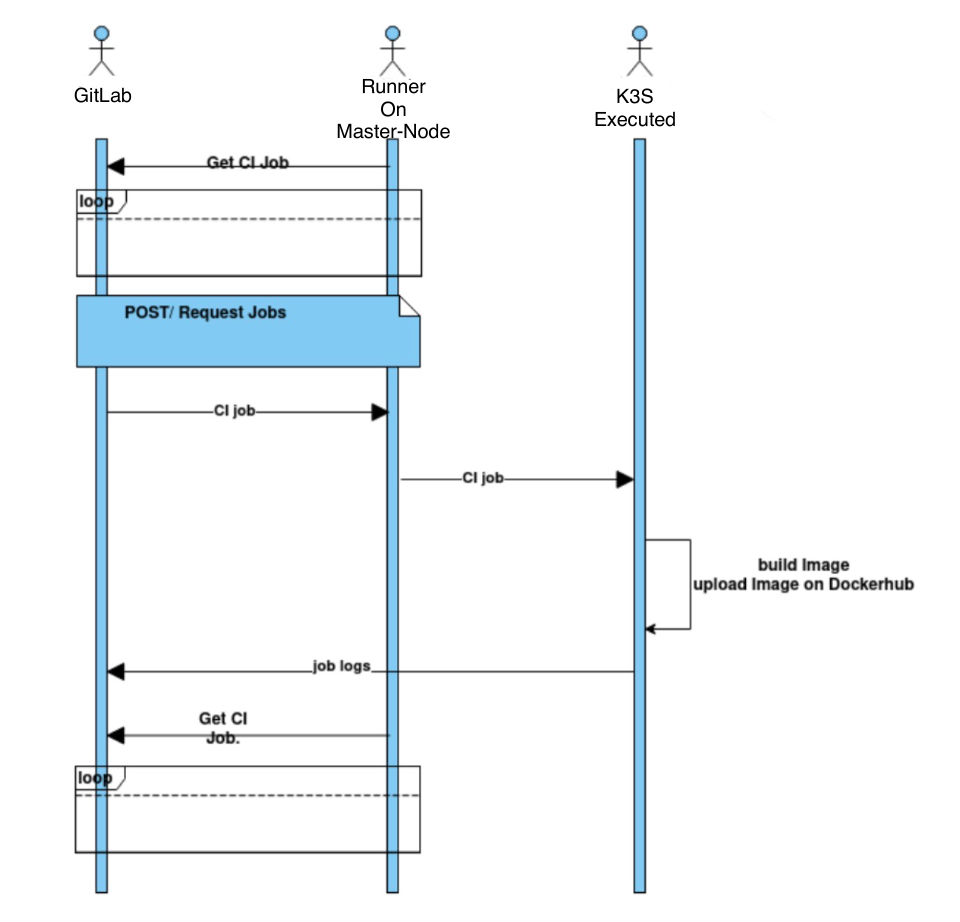 GitLab
Runner
On
Master-Node
K3S
Executed
Get CI Job
loop
POST/ Request Jobs
CI job
CI job
build Image
upload Image on Dockerhub
job logs
Get CI
Job.
loop